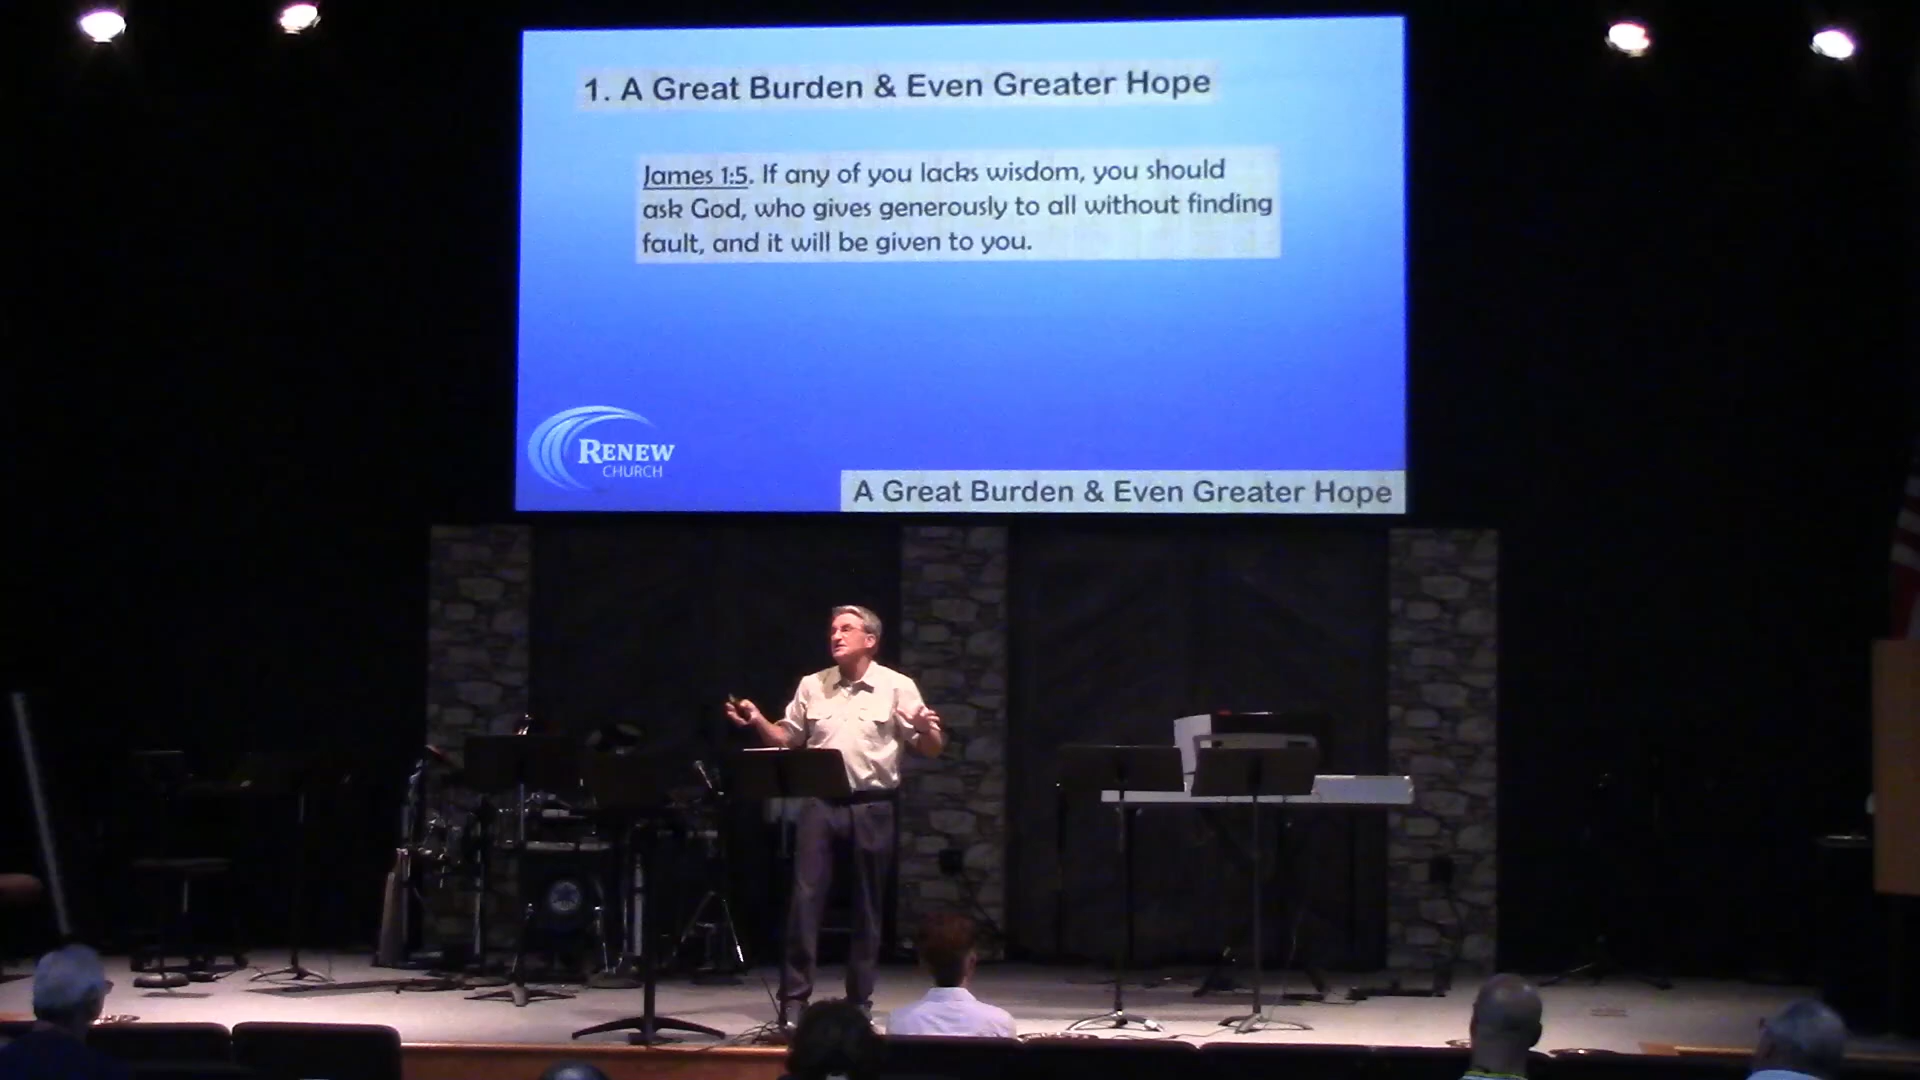 1. A Great Burden & Even Greater Hope
James 1:5. If any of you lacks wisdom, you should
ask God, who gives generously to all without finding
fault, and it will be given to you.
RENEW
CHURCH
A Great Burden & Even Greater Hope